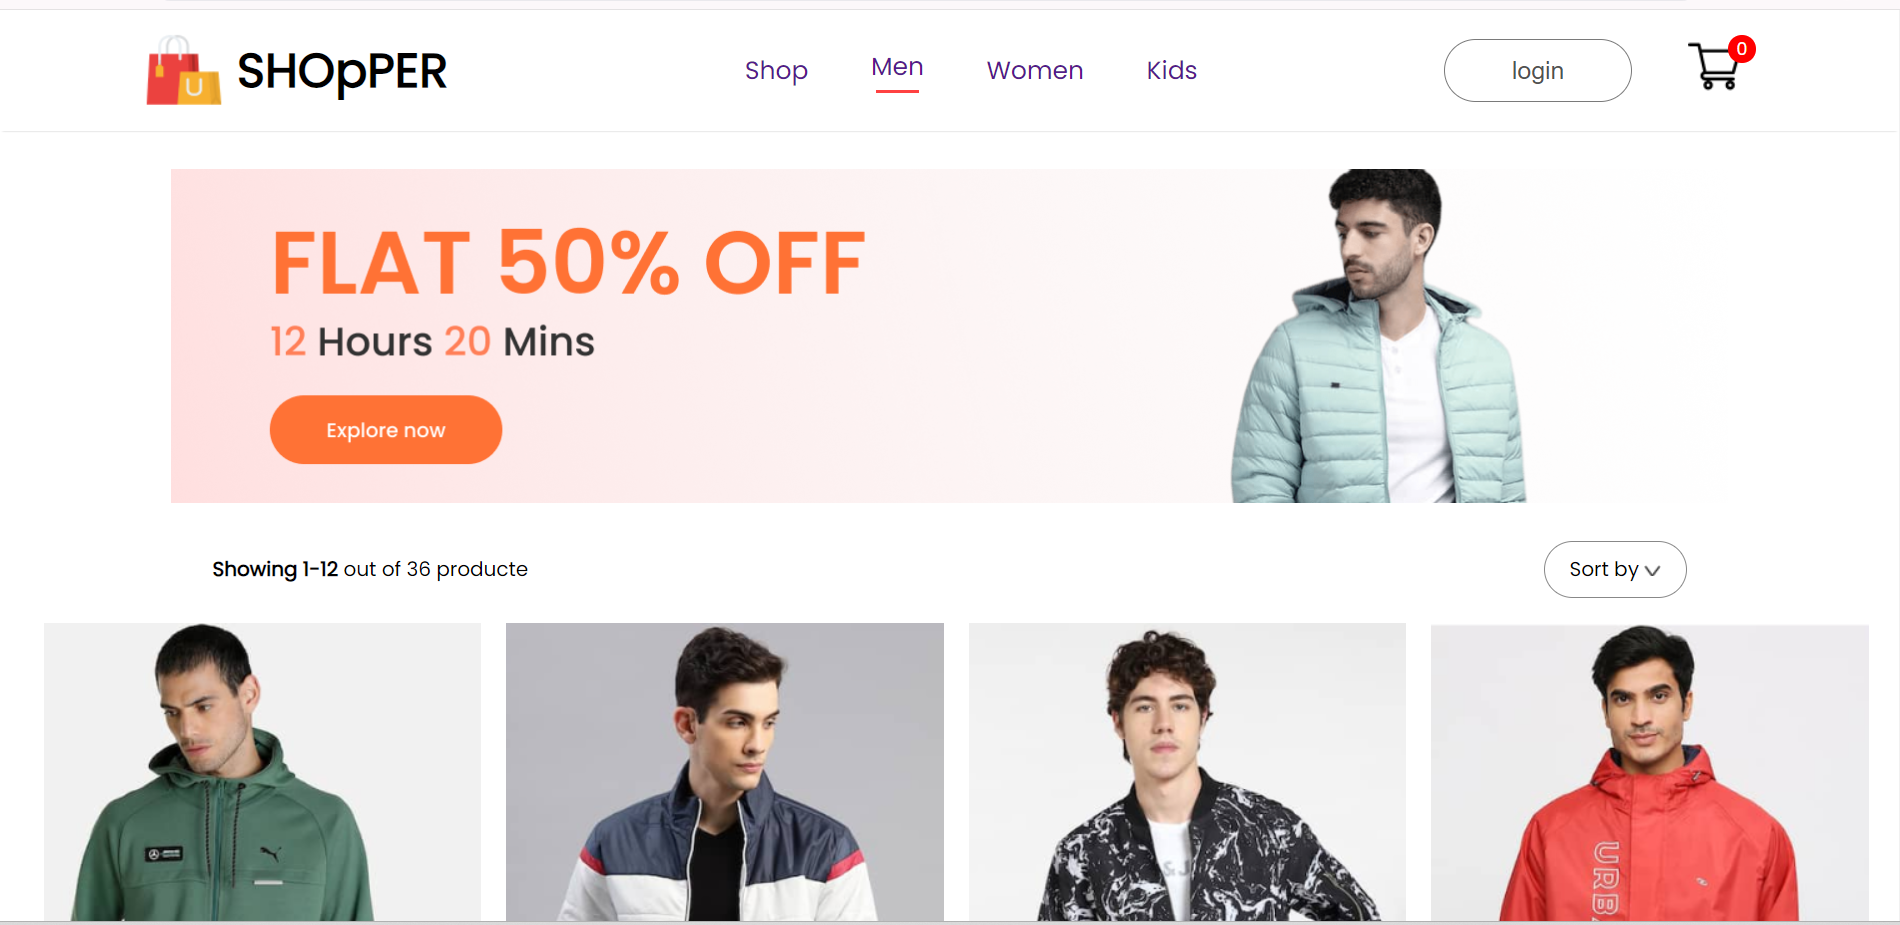 SHOpPER
Shop Men Women Kids
login
0
FLAT 50% OFF
12 Hours 20 Mins
Explore now
Showing 1-12 out of 36 producte
Sort by
&J
URB